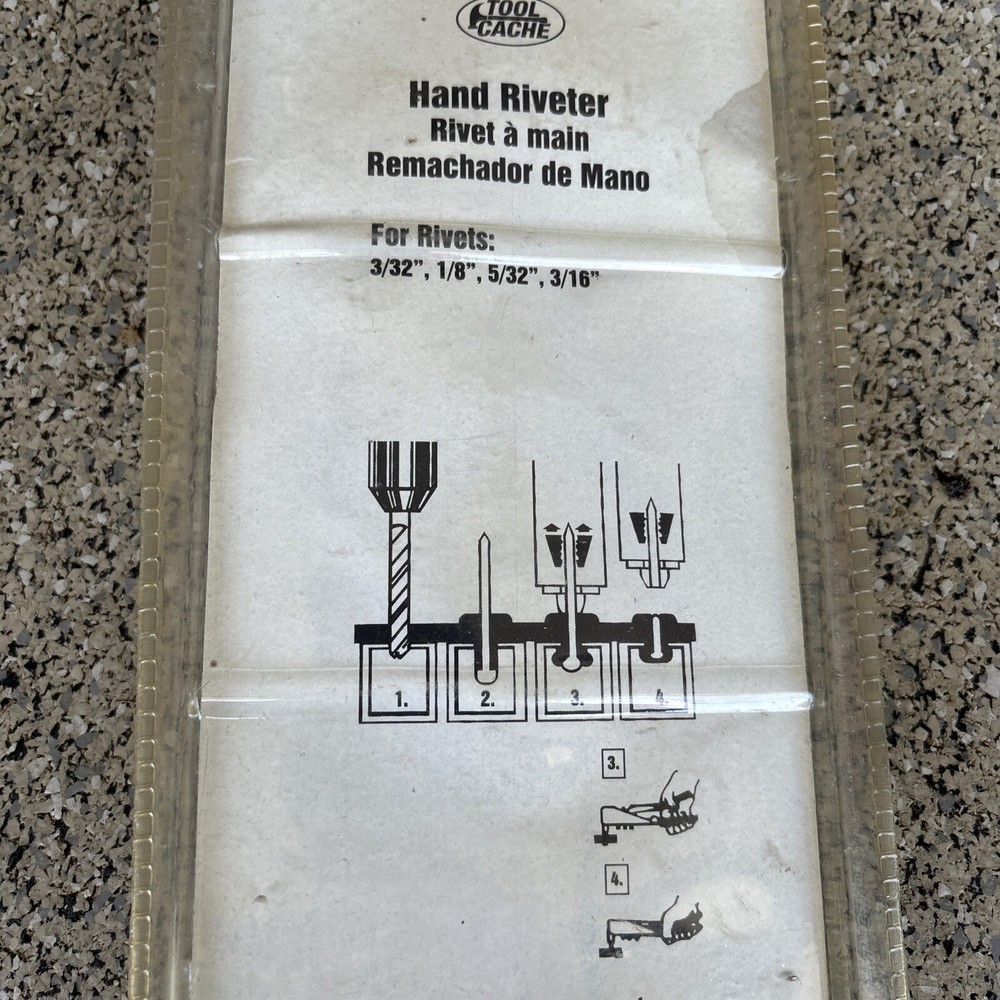 TOOL
CACHE
Hand Riveter
Rivet à main
Remachador de Mano
For Rivets:
3/32”, 1/8”, 5/32”, 3/16”
1. 2. 3. 4.
3.
4.